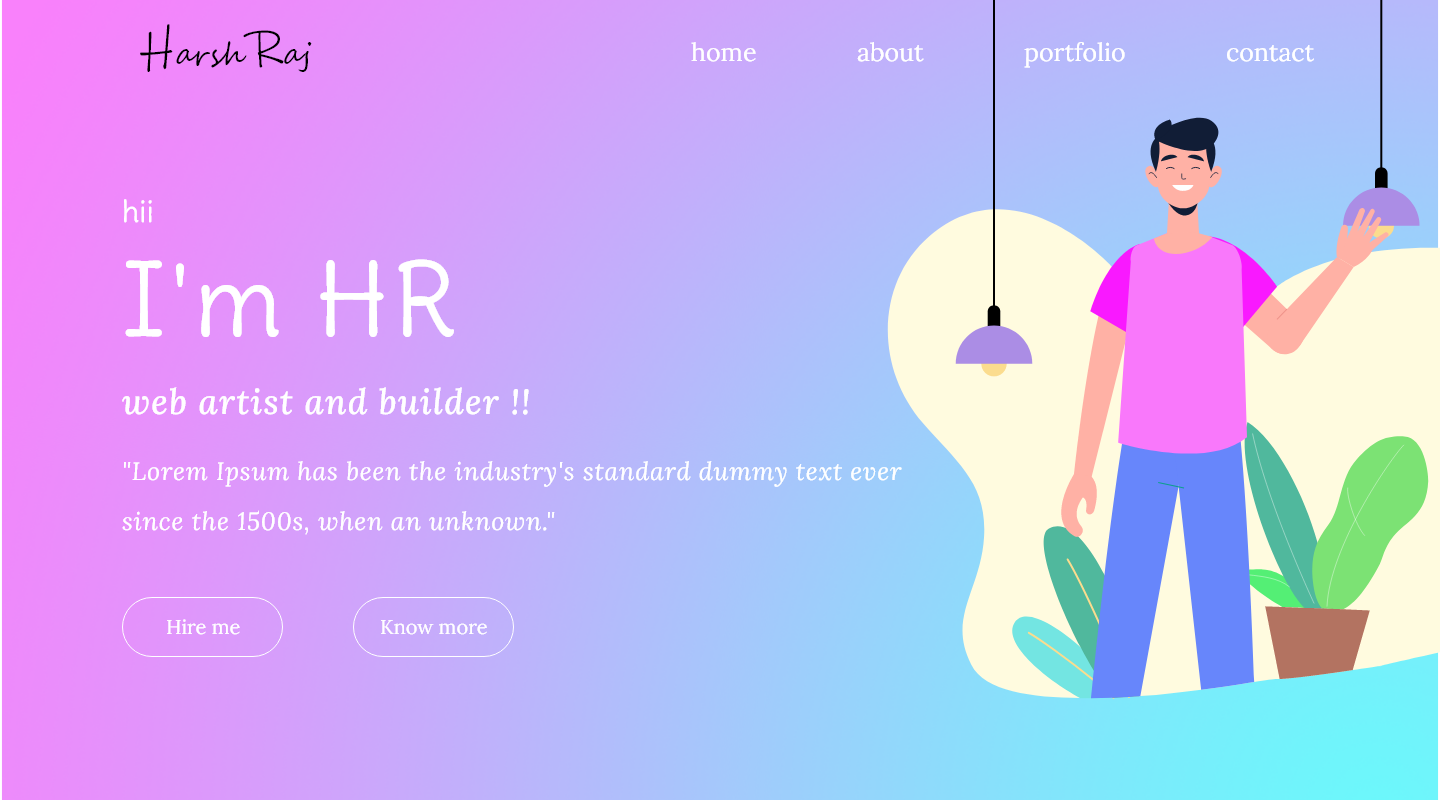 Harsh Raj
home about portfolio contact
hii
I'm HR
web artist and builder !!
"Lorem Ipsum has been the industry's standard dummy text ever
since the 1500s, when an unknown."
Hire me Know more